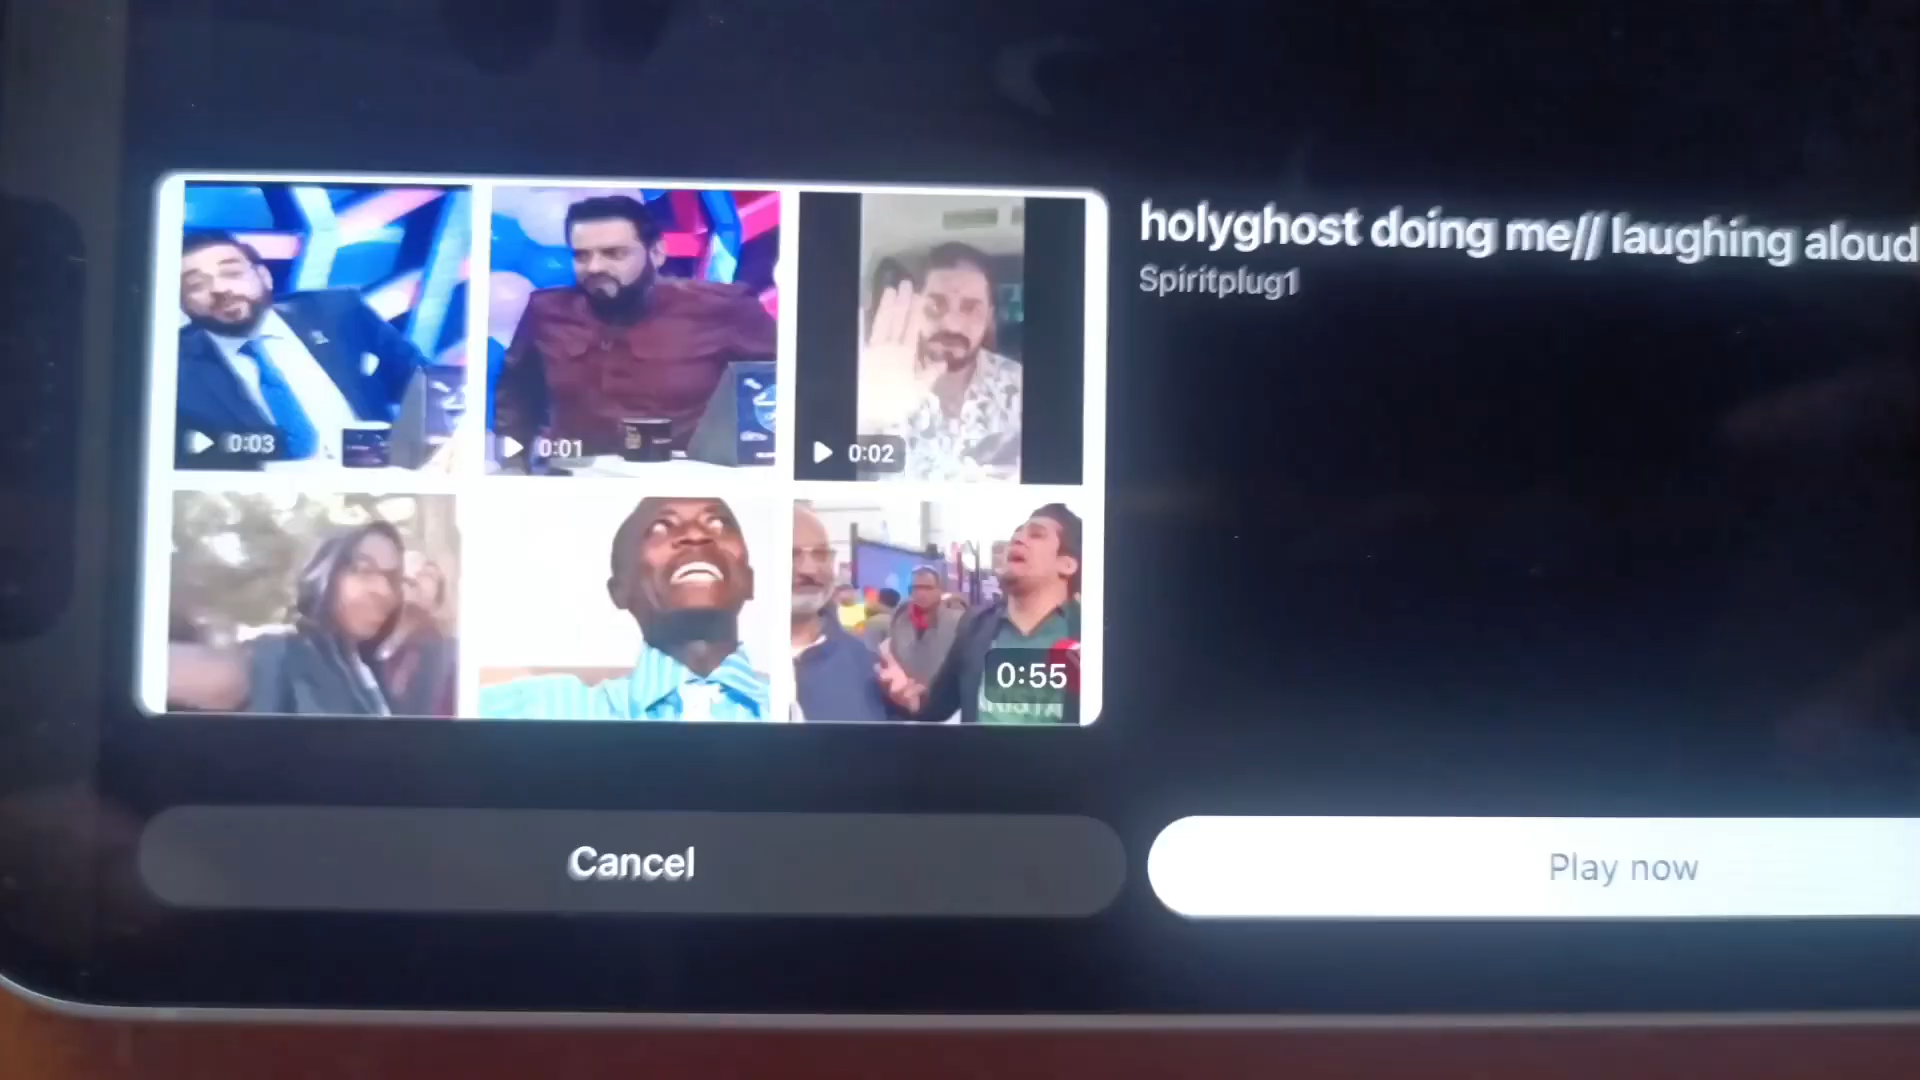 holyghost doing me// laughing aloud
Spiritplug1
0:03
0:01
0:02
0:55
Cancel
Play now